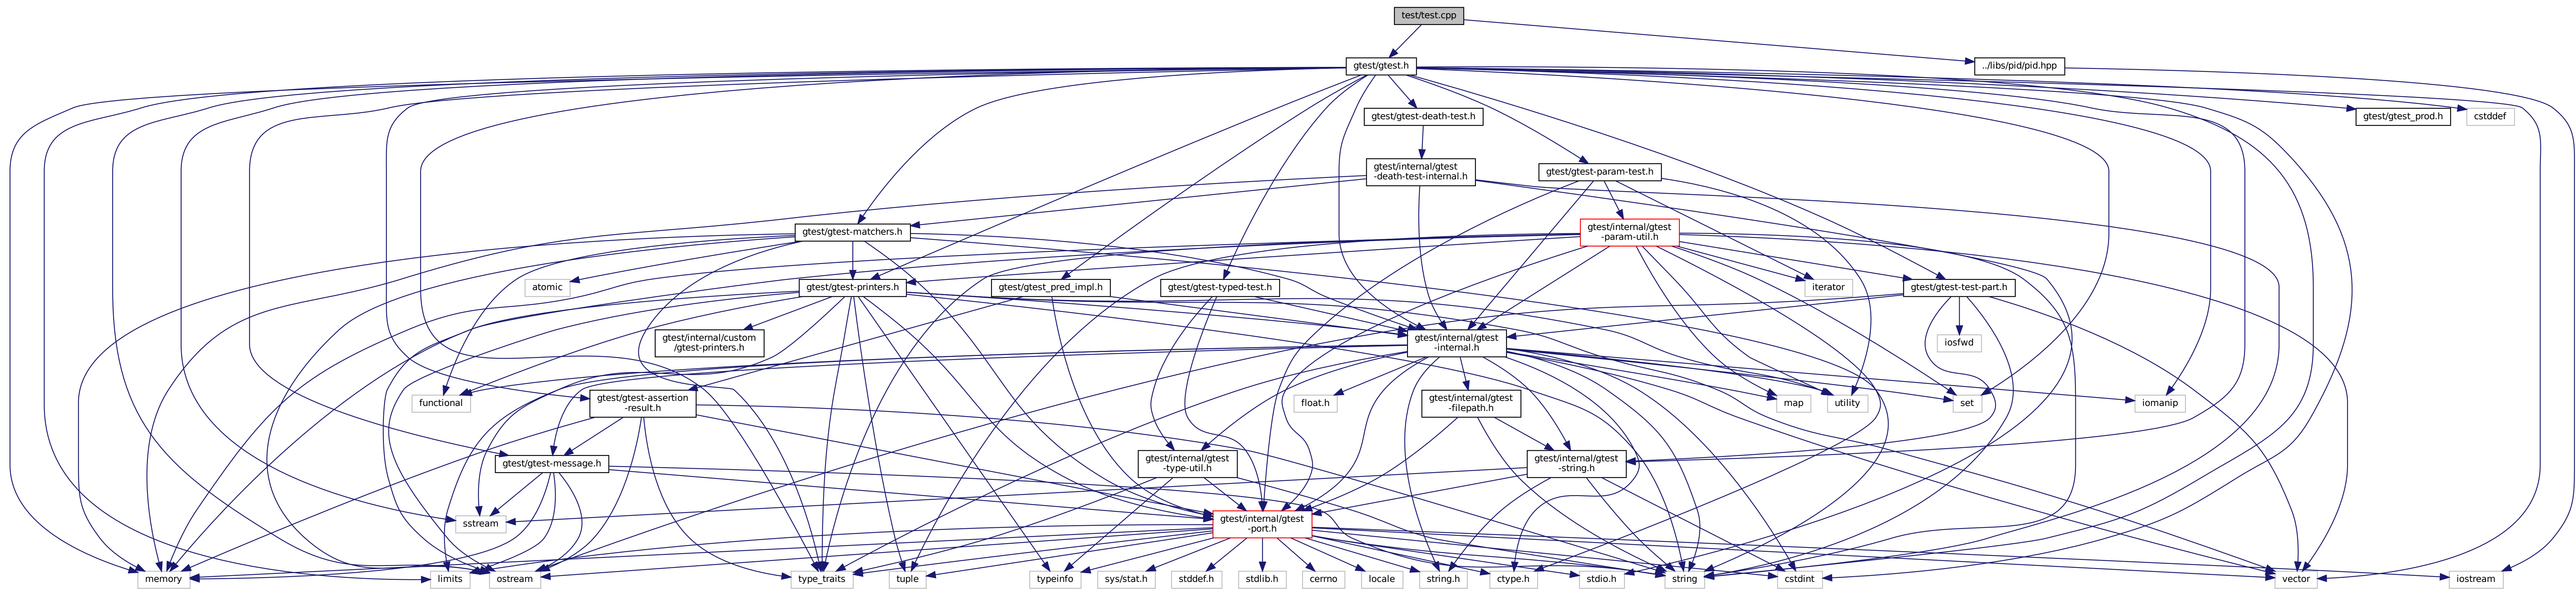 test/test.cpp
gtest/gtest.h
../libs/pid/pid.hpp
gtest/gtest-death-test.h
gtest/gtest_prod.h
cstddef
gtest/internal/gtest
-death-test-internal.h
gtest/gtest-param-test.h
gtest/gtest-matchers.h
gtest/internal/gtest
-param-util.h
atomic
gtest/gtest-printers.h
gtest/gtest_pred_impl.h
gtest/gtest-typed-test.h
iterator
gtest/gtest-test-part.h
gtest/internal/custom
/gtest-printers.h
gtest/internal/gtest
-internal.h
iosfwd
functional
gtest/gtest-assertion
-result.h
float.h
gtest/internal/gtest
-filepath.h
map
utility
set
iomanip
gtest/gtest-message.h
gtest/internal/gtest
-type-util.h
gtest/internal/gtest
-string.h
sstream
gtest/internal/gtest
-port.h
memory
limits
ostream
type_traits
tuple
typeinfo
sys/stat.h
stddef.h
stdlib.h
cerrno
locale
string.h
ctype.h
stdio.h
string
cstdint
vector
iostream